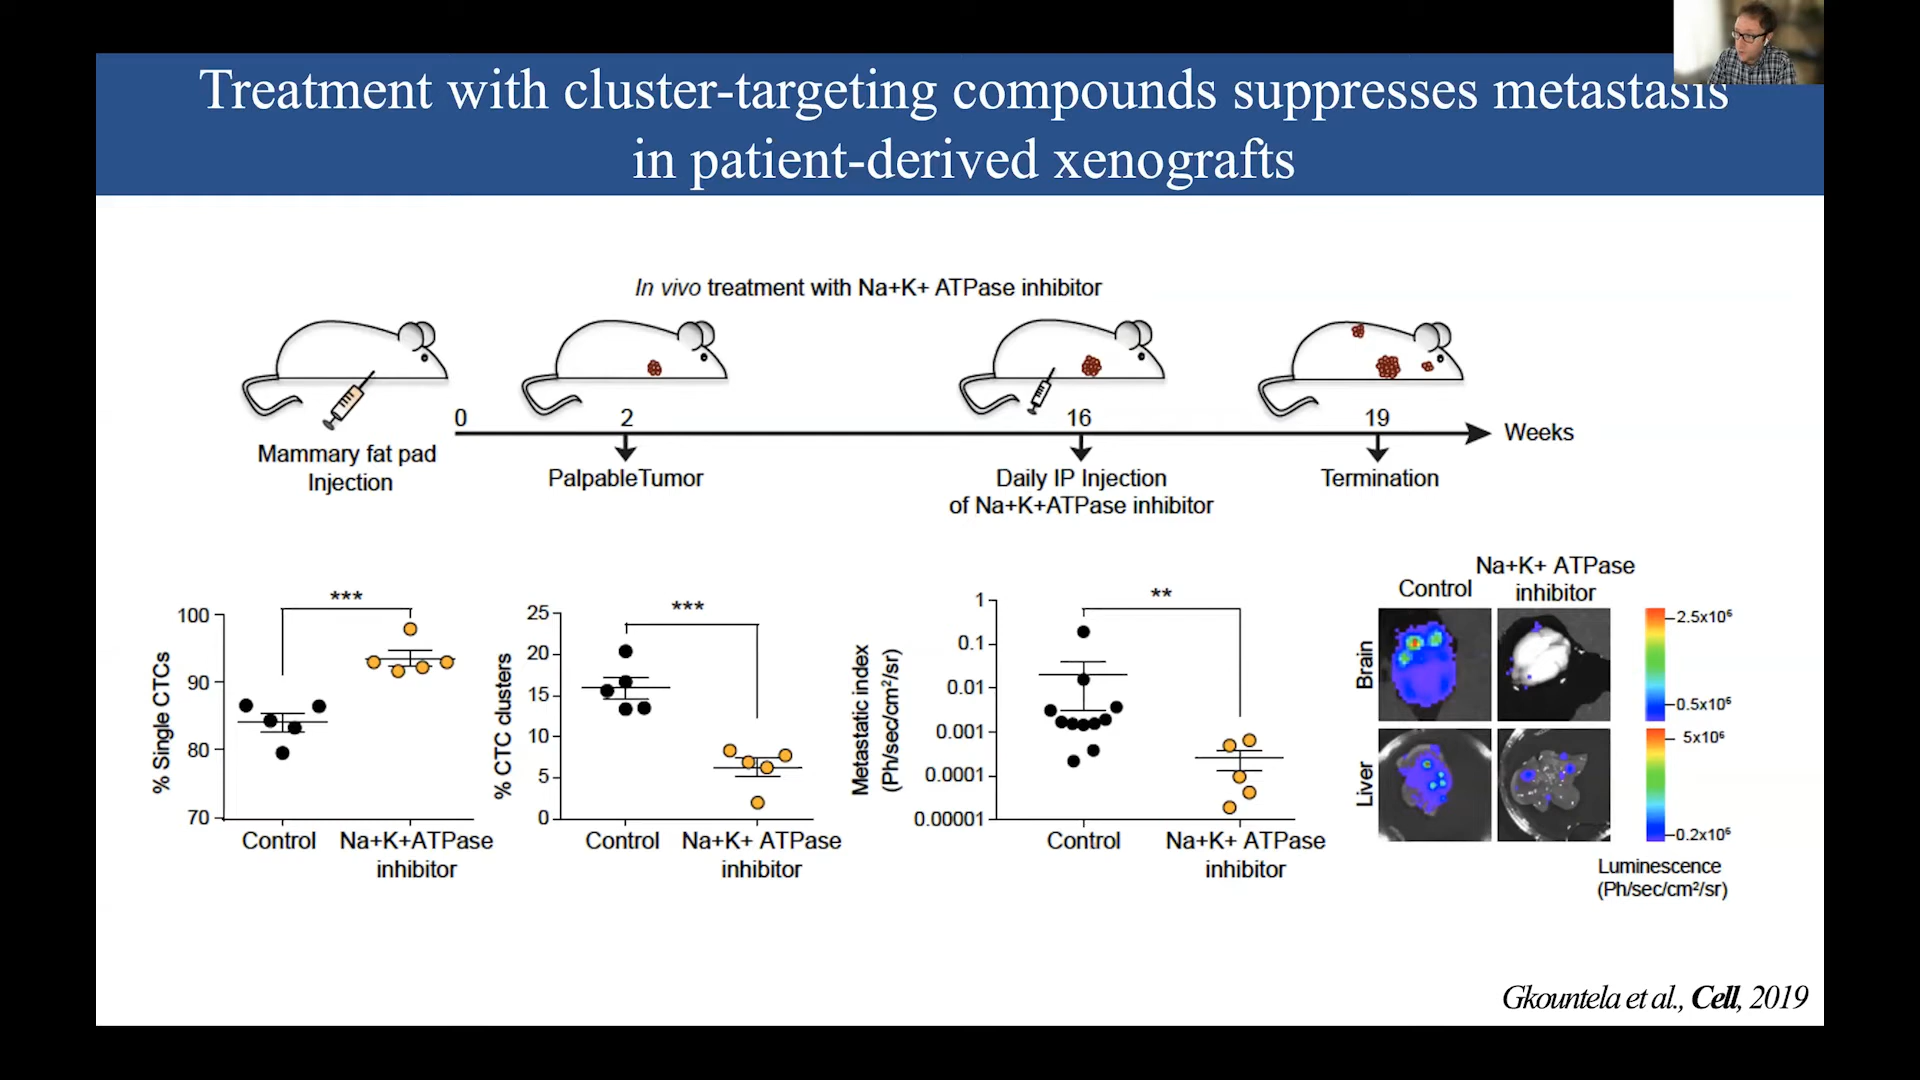 Treatment with cluster-targeting compounds suppresses metastasis
in patient-derived xenografts
In vivo treatment with Na+K+ ATPase inhibitor
0
2
16
19
Weeks
Mammary fat pad
Injection
PalpableTumor
Daily IP Injection
of Na+K+ATPase inhibitor
Termination
% Single CTCs
100
90
80
70
***
Control
Na+K+ATPase
inhibitor
% CTC clusters
25
20
15
10
5
0
***
Control
Na+K+ ATPase
inhibitor
Metastatic index
(Ph/sec/cm²/sr)
1
0.1
0.01
0.001
0.0001
0.00001
**
Control
Na+K+ ATPase
inhibitor
Control
Na+K+ ATPase
inhibitor
Brain
Liver
2.5x10⁶
0.5x10⁶
5x10⁶
0.2x10⁶
Luminescence
(Ph/sec/cm²/sr)
Gkountela et al., Cell, 2019